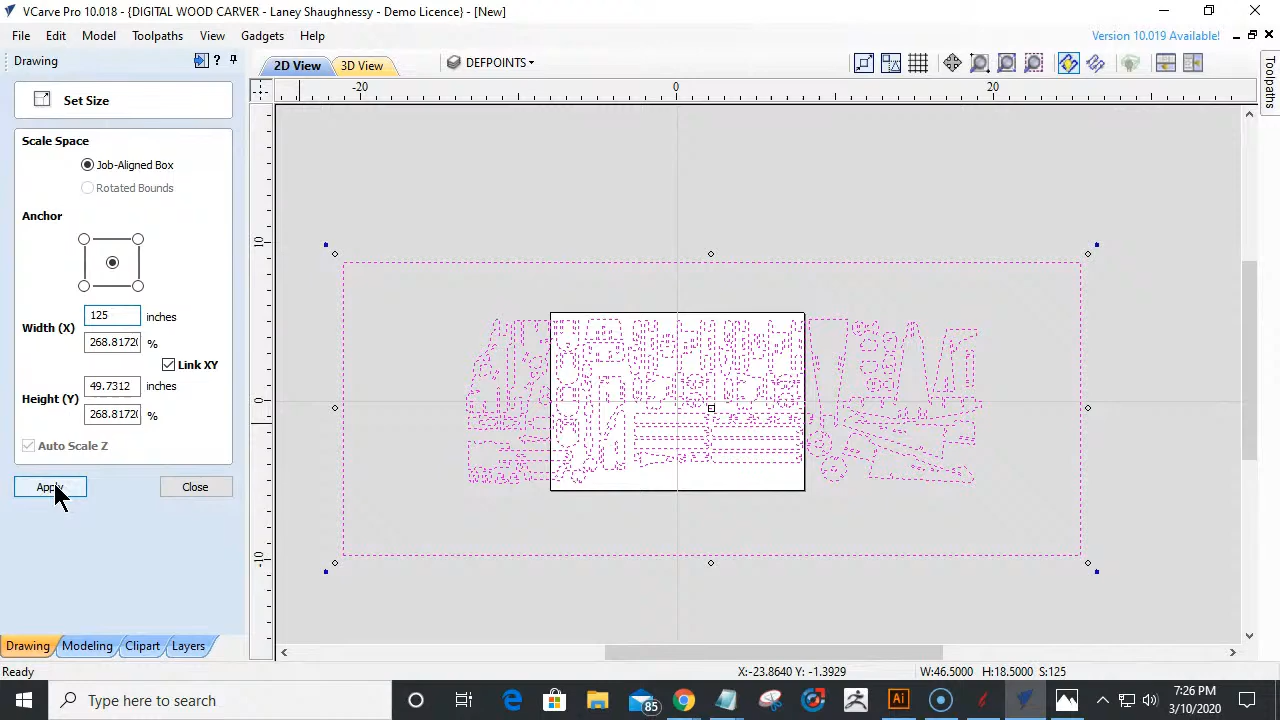 VCarve Pro 10.018 - {DIGITAL WOOD CARVER - Laney Shaughnessy - Demo Licence} - [New]
File Edit Model Toolpaths View Gadgets Help
Version 10.019 Available!
Drawing
?
2D View
3D View
DEFPOINTS
Toolpaths
-20 0 20
10
0
-10
Set Size
Scale Space
Job-Aligned Box
Rotated Bounds
Anchor
Width (X)
125 inches
268.8172( %
Link XY
Height (Y)
49.7312 inches
268.8172( %
Auto Scale Z
Apply
Close
Drawing Modeling Clipart Layers
Ready
X:-23.8640 Y: -1.3929
W:46.5000 H:18.5000 S:125
Type here to search
85
Ai
7:26 PM
3/10/2020